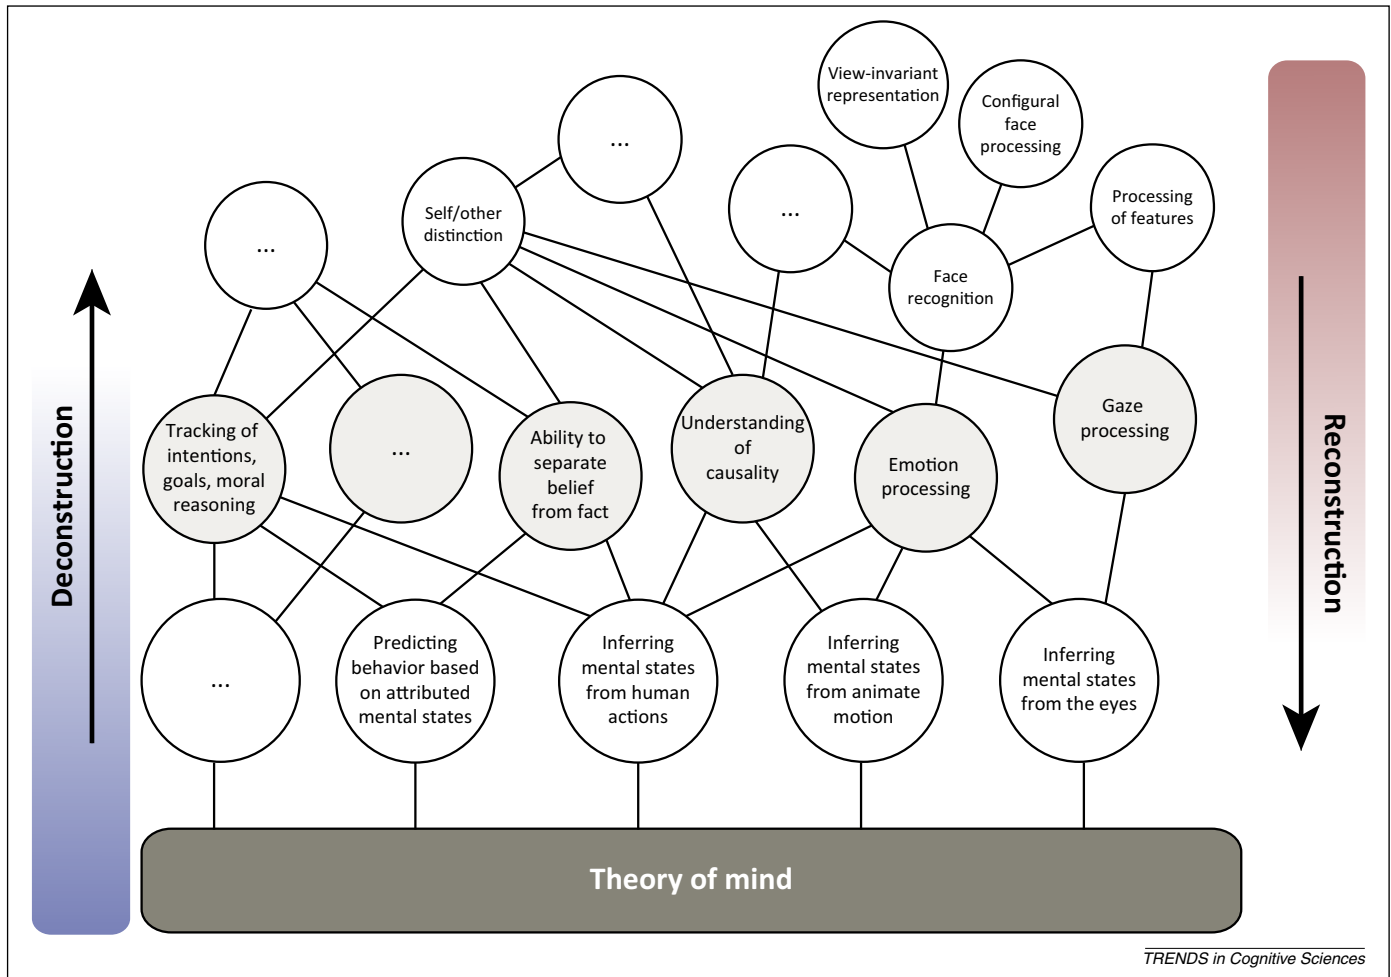 View-invariant
representation
Configural
face
processing
...
Processing
of features
...
Self/other
distinction
...
Face
recognition
Deconstruction
Reconstruction
Tracking of
intentions,
goals, moral
reasoning
...
Ability to
separate
belief
from fact
Understanding
of
causality
Emotion
processing
Gaze
processing
...
Predicting
behavior based
on attributed
mental states
Inferring
mental states
from human
actions
Inferring
mental states
from animate
motion
Inferring
mental states
from the eyes
Theory of mind
TRENDS in Cognitive Sciences